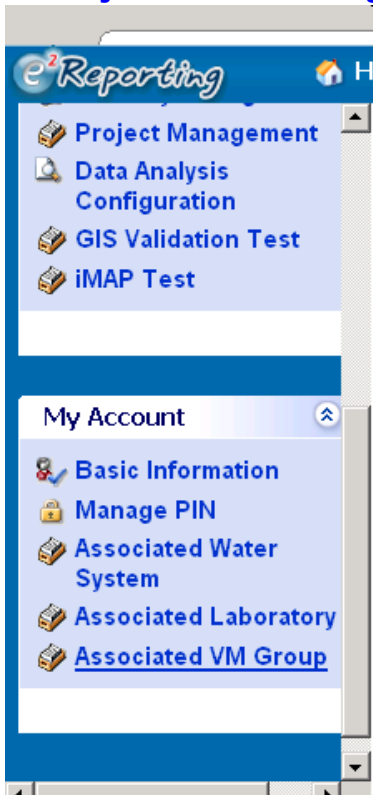 e²Reporting H
Project Management
Data Analysis
Configuration
GIS Validation Test
iMAP Test
My Account
Basic Information
Manage PIN
Associated Water
System
Associated Laboratory
Associated VM Group